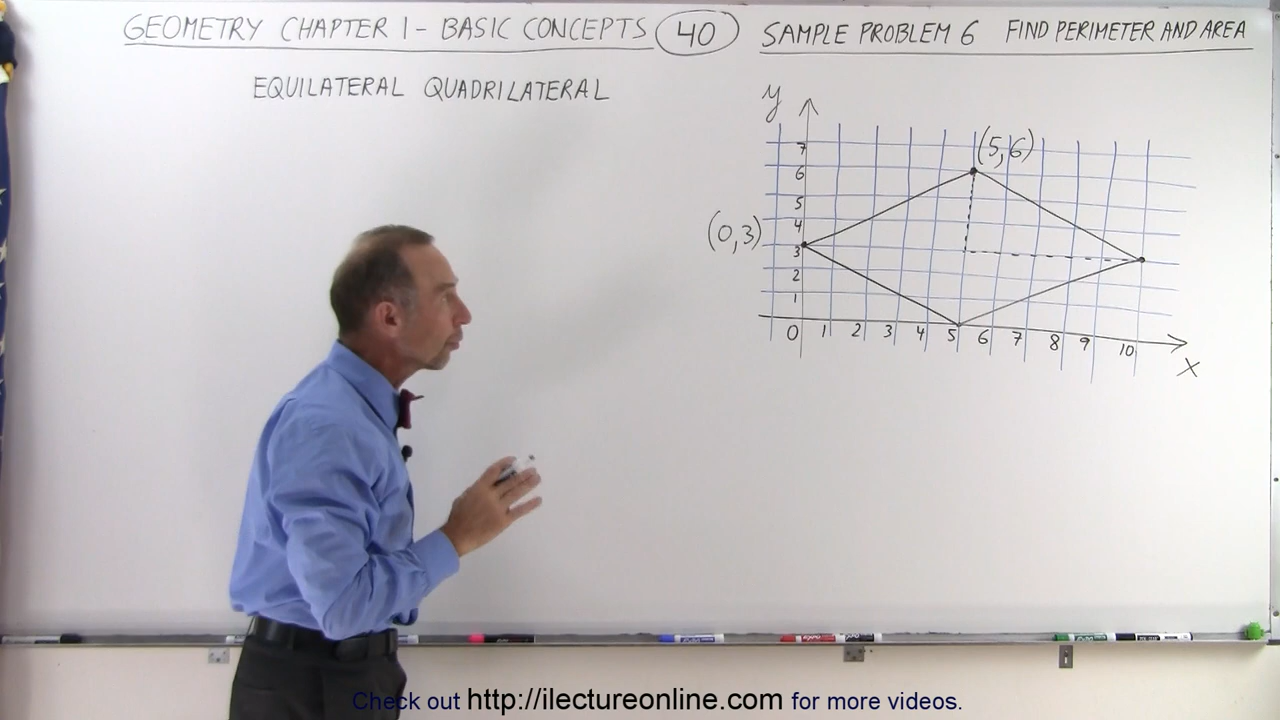 GEOMETRY CHAPTER 1 - BASIC CONCEPTS 40 SAMPLE PROBLEM 6 FIND PERIMETER AND AREA
EQUILATERAL QUADRILATERAL
y
(5,6)
7
6
5
4
(0,3)
3
2
1
0 1 2 3 4 5 6 7 8 9 10
x
Check out http://ilectureonline.com for more videos.